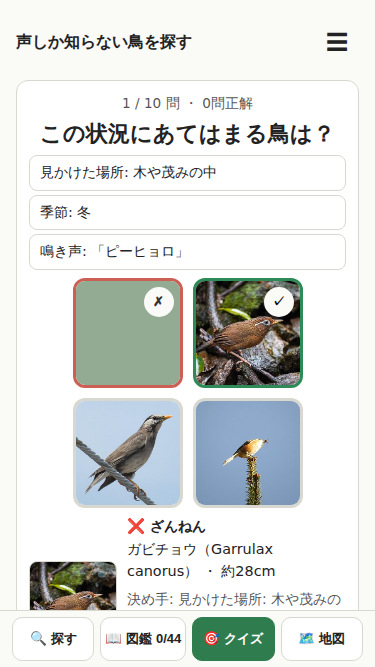 声しか知らない鳥を探す
☰
1 / 10 問 ・ 0問正解
この状況にあてはまる鳥は？
見かけた場所: 木や茂みの中
季節: 冬
鳴き声: 「ピーヒョロ」
✗
✓
❌ ざんねん
ガビチョウ（Garrulax
canorus） ・ 約28cm
決め手: 見かけた場所: 木や茂みの
🔍 探す
📖 図鑑 0/44
🎯 クイズ
🗺️ 地図